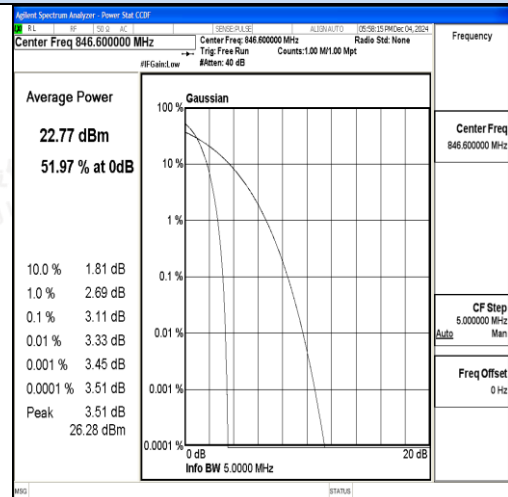 Agilent Spectrum Analyzer - Power Stat CCDF
RL RF 50 Ω AC SENSE:PULSE ALIGN AUTO 05:58:15 PM Dec 04, 2024
Center Freq 846.600000 MHz
Center Freq: 846.600000 MHz Radio Std: None
Trig: Free Run Counts:1.00 M/1.00 Mpt
#IFGain:Low #Atten: 40 dB
Frequency
Average Power
22.77 dBm
51.97 % at 0dB
10.0 % 1.81 dB
1.0 % 2.69 dB
0.1 % 3.11 dB
0.01 % 3.33 dB
0.001 % 3.45 dB
0.0001 % 3.51 dB
Peak 3.51 dB
26.28 dBm
Gaussian
100 %
10 %
1 %
0.1 %
0.01 %
0.001 %
0.0001 %
0 dB 20 dB
Info BW 5.0000 MHz
Center Freq
846.600000 MHz
CF Step
5.000000 MHz
Auto Man
Freq Offset
0 Hz
MSG STATUS